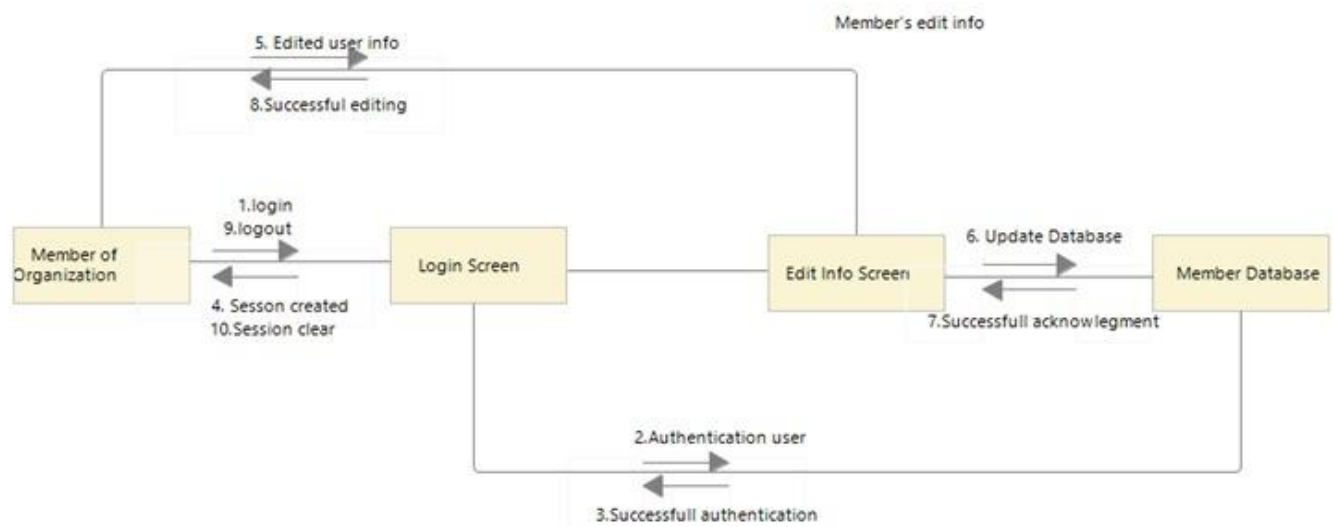 Member's edit info
5. Edited user info
8.Successful editing
1.login
9.logout
Member of
Organization
Login Screen
4. Sesson created
10.Session clear
Edit Info Screen
6. Update Database
7.Successfull acknowlegment
Member Database
2.Authentication user
3.Successfull authentication